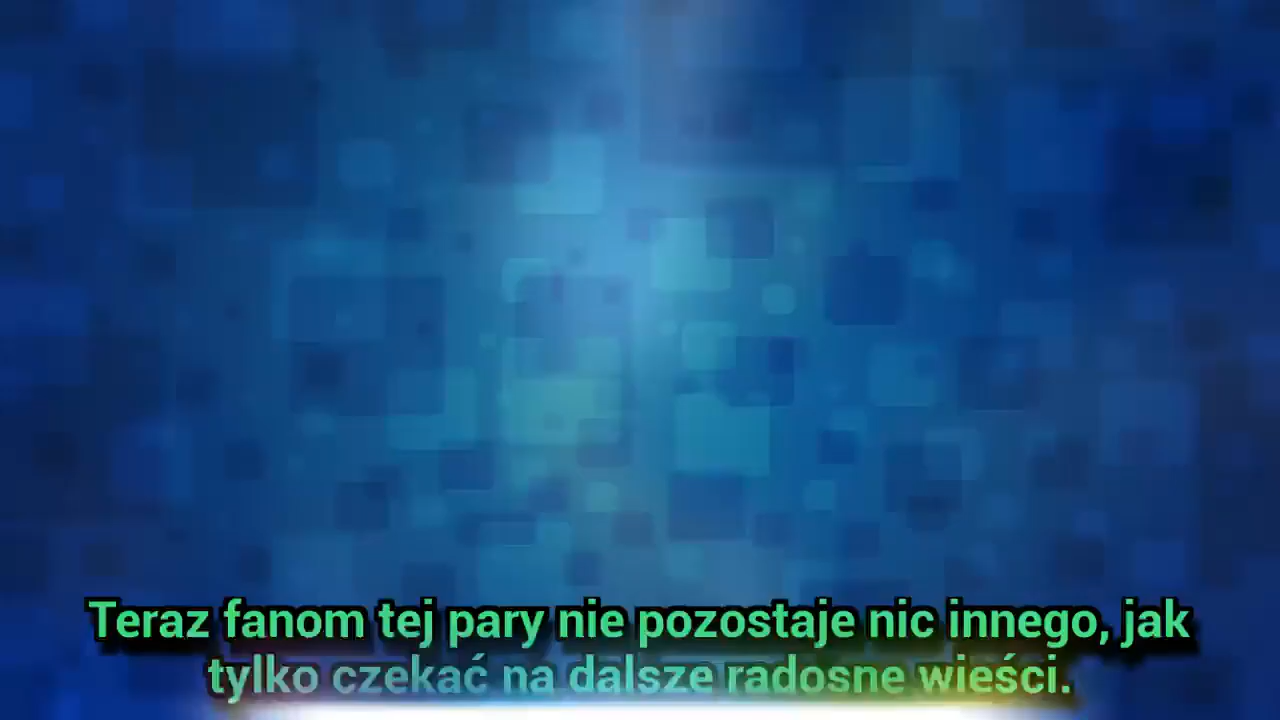 Teraz fanom tej pary nie pozostaje nic innego, jak
tylko czekać na dalsze radosne wieści.